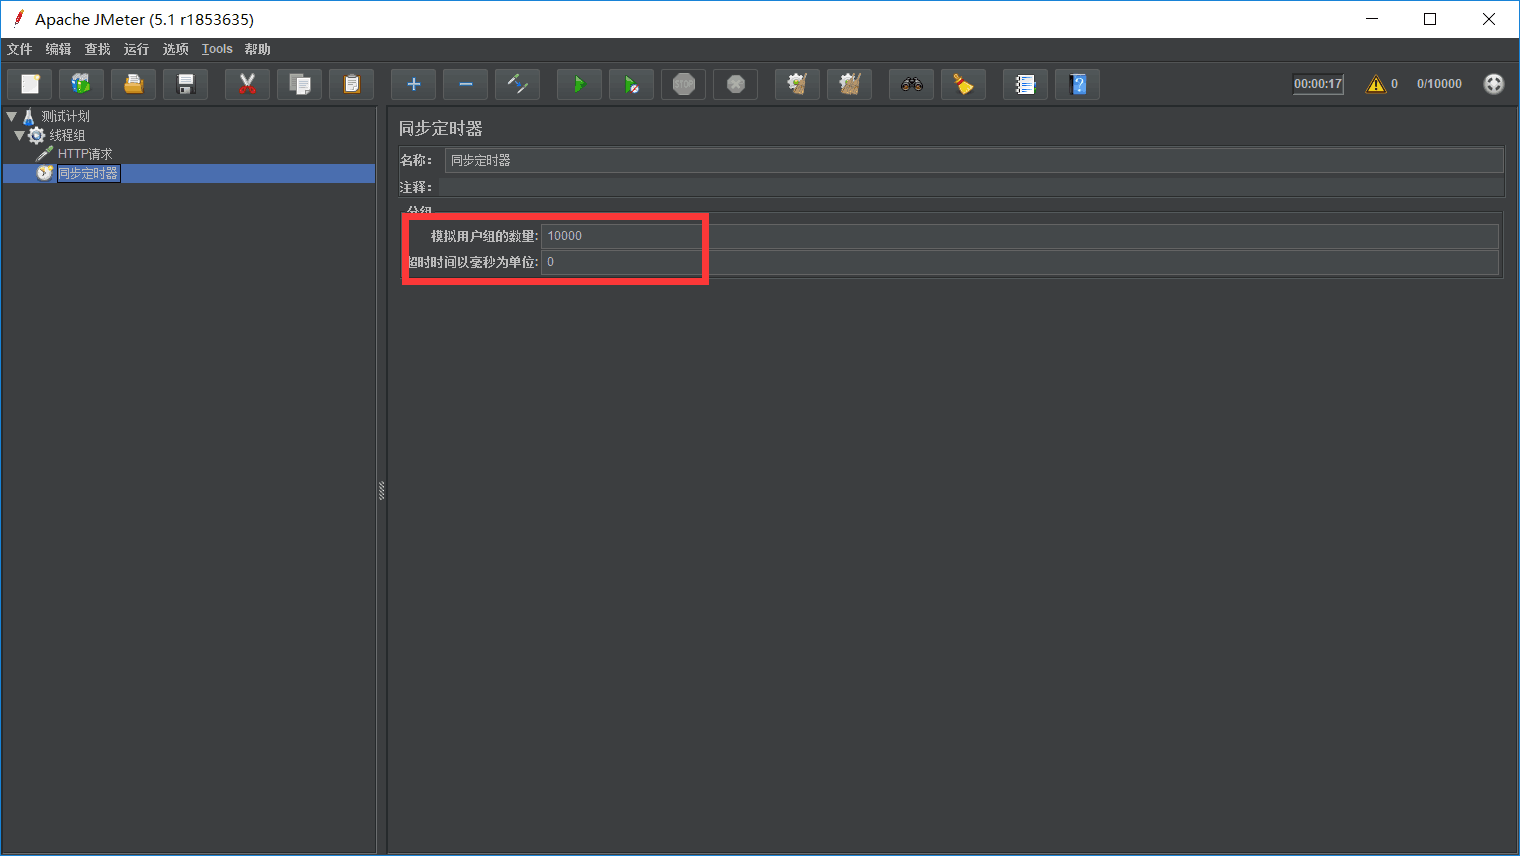 Apache JMeter (5.1 r1853635)
文件 编辑 查找 运行 选项 Tools 帮助
STOP
00:00:17 0 0/10000
测试计划
线程组
HTTP请求
同步定时器
同步定时器
名称： 同步定时器
注释：
分组
模拟用户组的数量: 10000
超时时间以毫秒为单位: 0